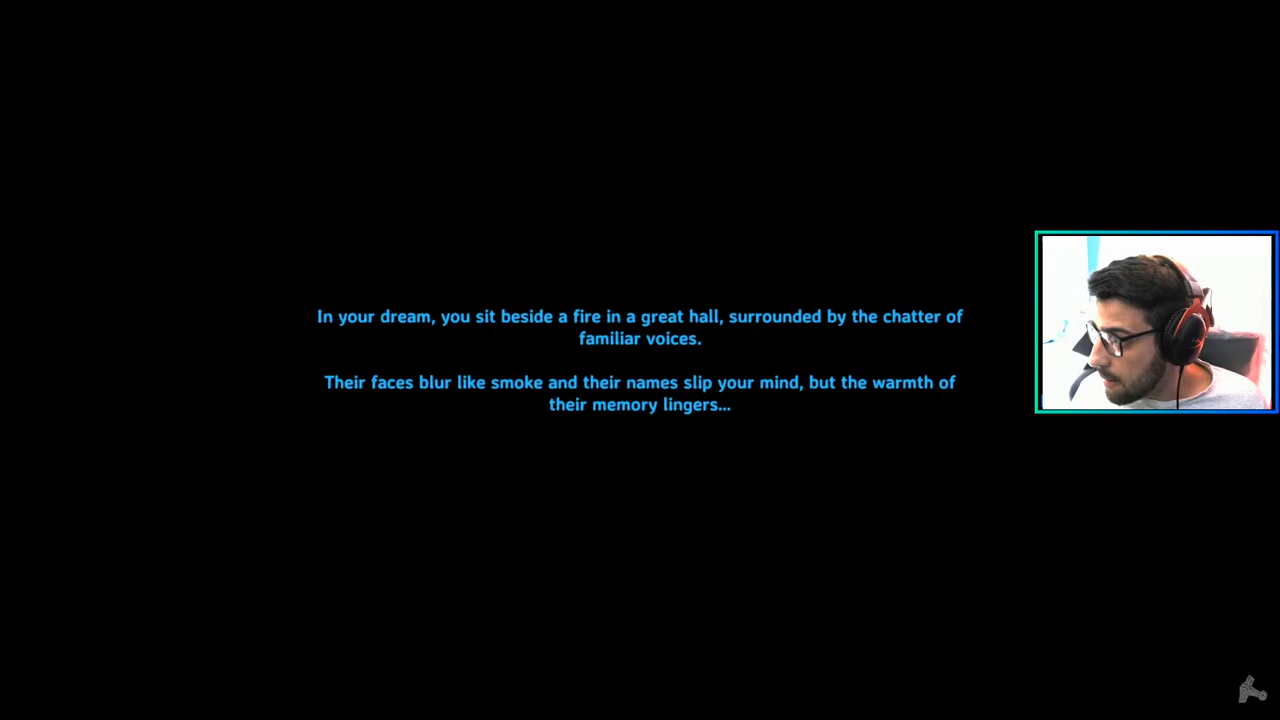 In your dream, you sit beside a fire in a great hall, surrounded by the chatter of
familiar voices.
Their faces blur like smoke and their names slip your mind, but the warmth of
their memory lingers...